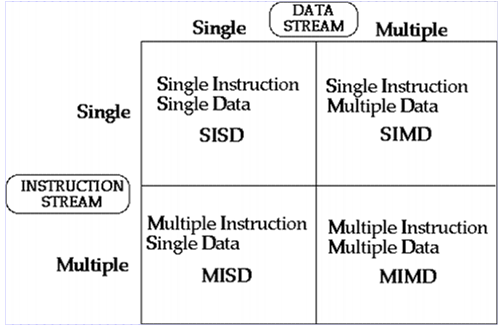 DATA
STREAM
Single
Multiple
Single
Single Instruction
Single Data
SISD
Single Instruction
Multiple Data
SIMD
INSTRUCTION
STREAM
Multiple
Multiple Instruction
Single Data
MISD
Multiple Instruction
Multiple Data
MIMD